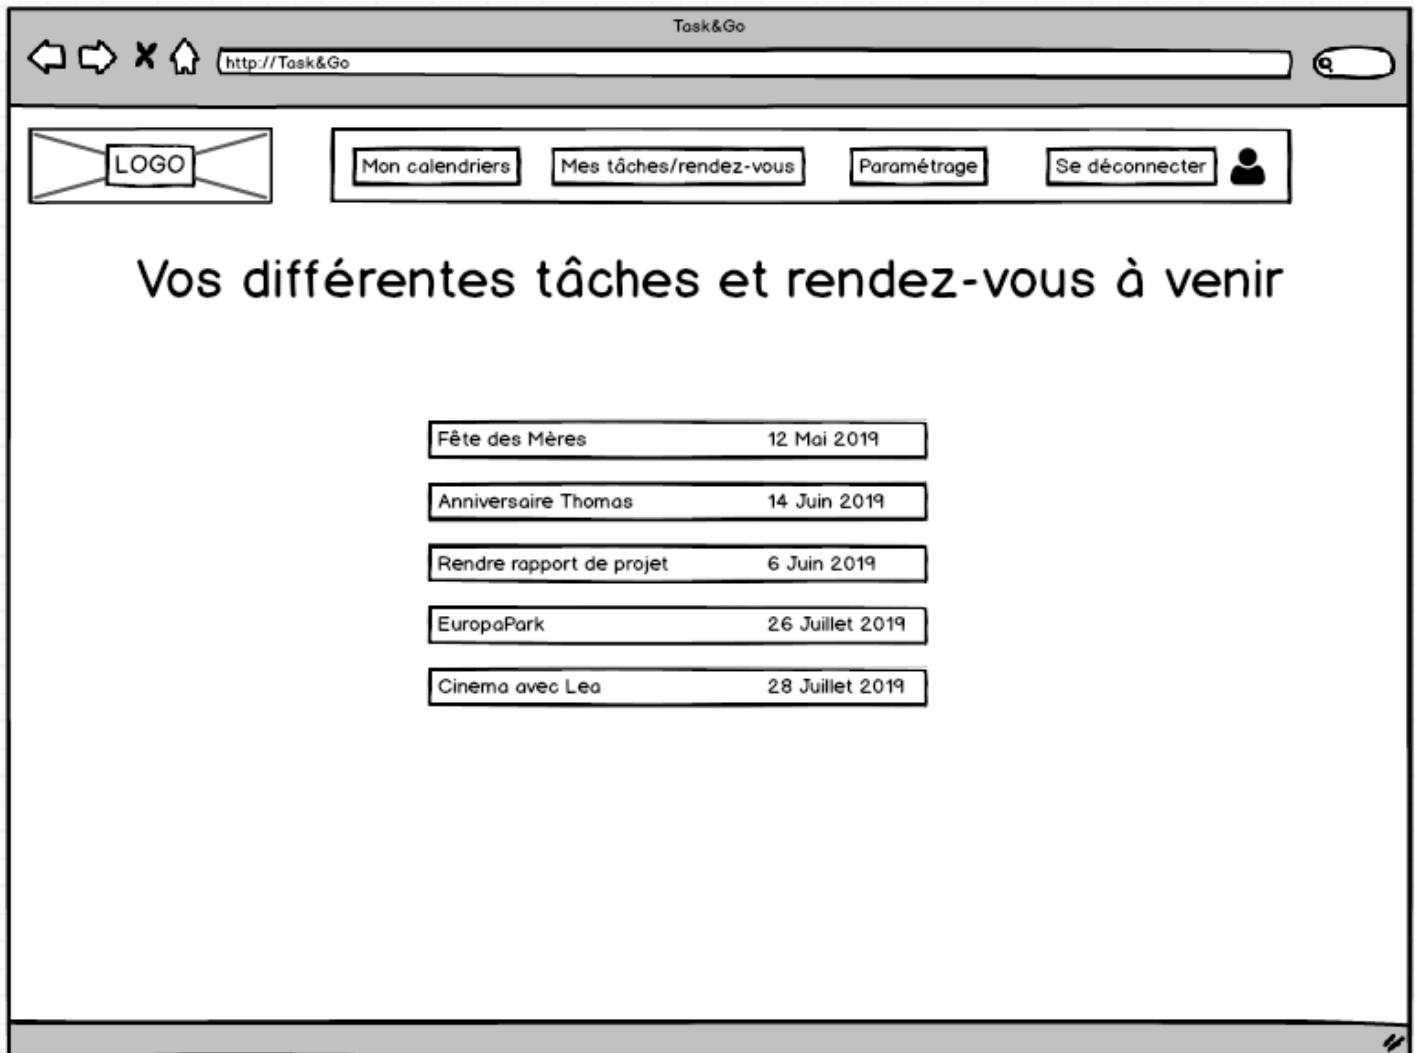 Task&Go
http://Task&Go
LOGO
Mon calendriers
Mes tâches/rendez-vous
Paramétrage
Se déconnecter
Vos différentes tâches et rendez-vous à venir
Fête des Mères 12 Mai 2019
Anniversaire Thomas 14 Juin 2019
Rendre rapport de projet 6 Juin 2019
EuropaPark 26 Juillet 2019
Cinema avec Lea 28 Juillet 2019